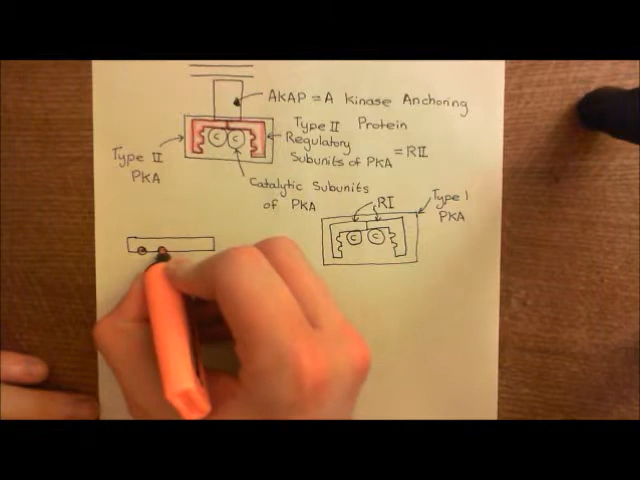 AKAP = A Kinase Anchoring
Type II Protein
Regulatory
Subunits of PKA = RII
Type II
PKA
C C
Catalytic Subunits
of PKA
RI
Type 1
PKA
C C